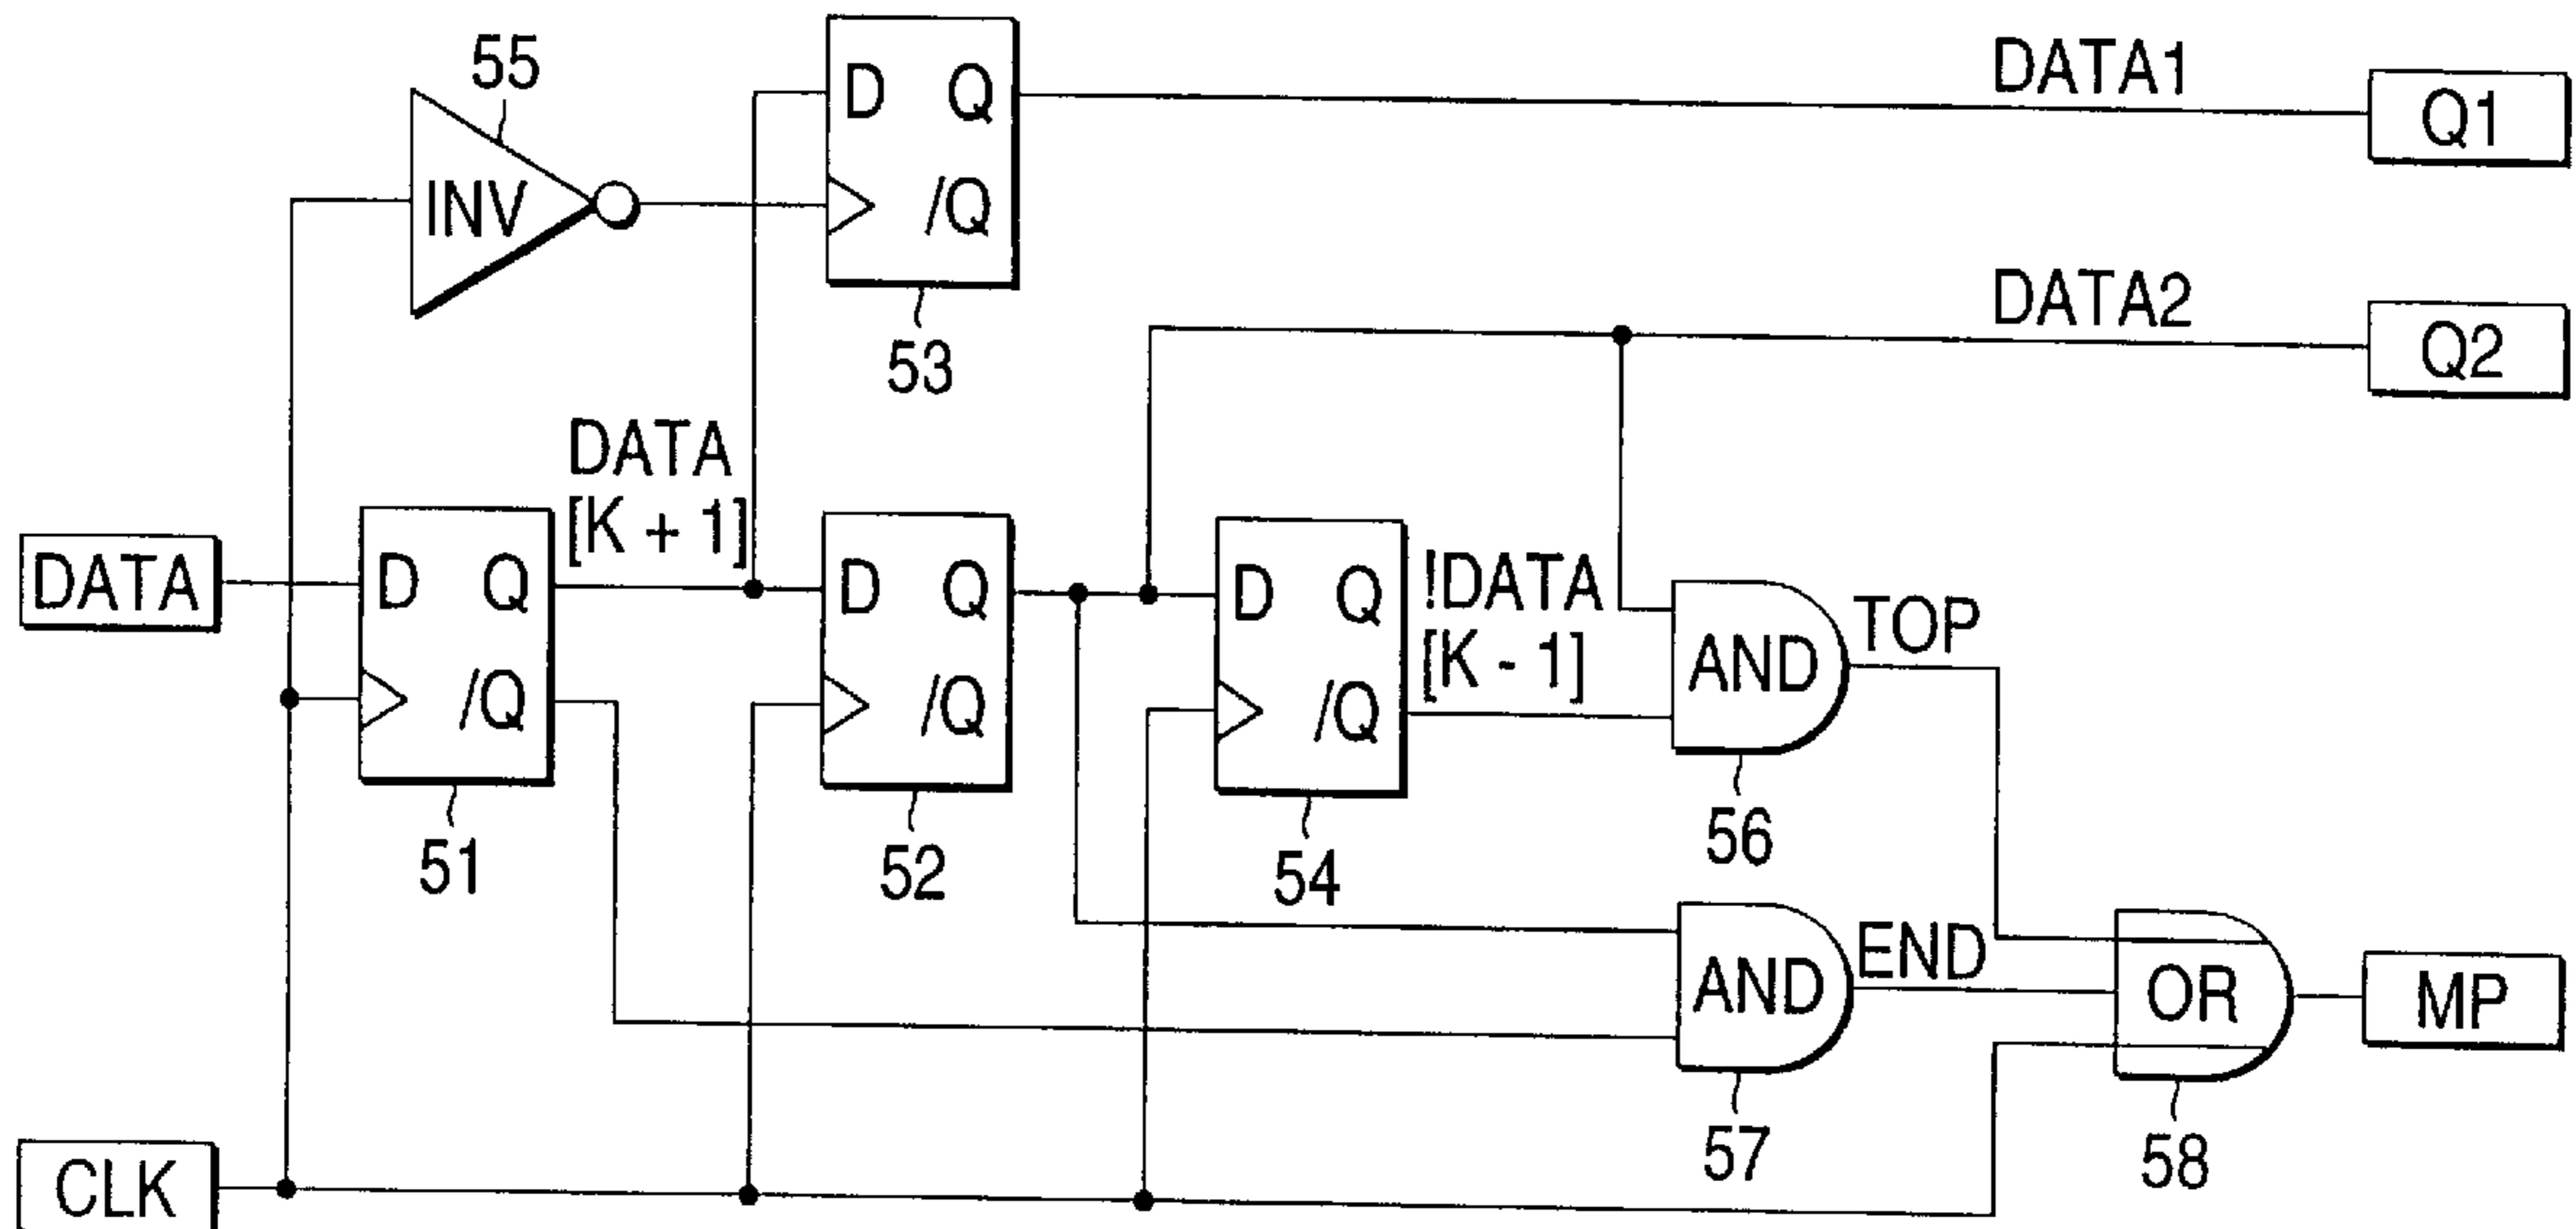 55
INV
D Q
/Q
53
DATA1
Q1
DATA2
Q2
DATA
[K + 1]
DATA
D Q
/Q
51
D Q
/Q
52
D Q
/Q
54
!DATA
[K - 1]
AND
56
TOP
AND
57
END
OR
58
MP
CLK